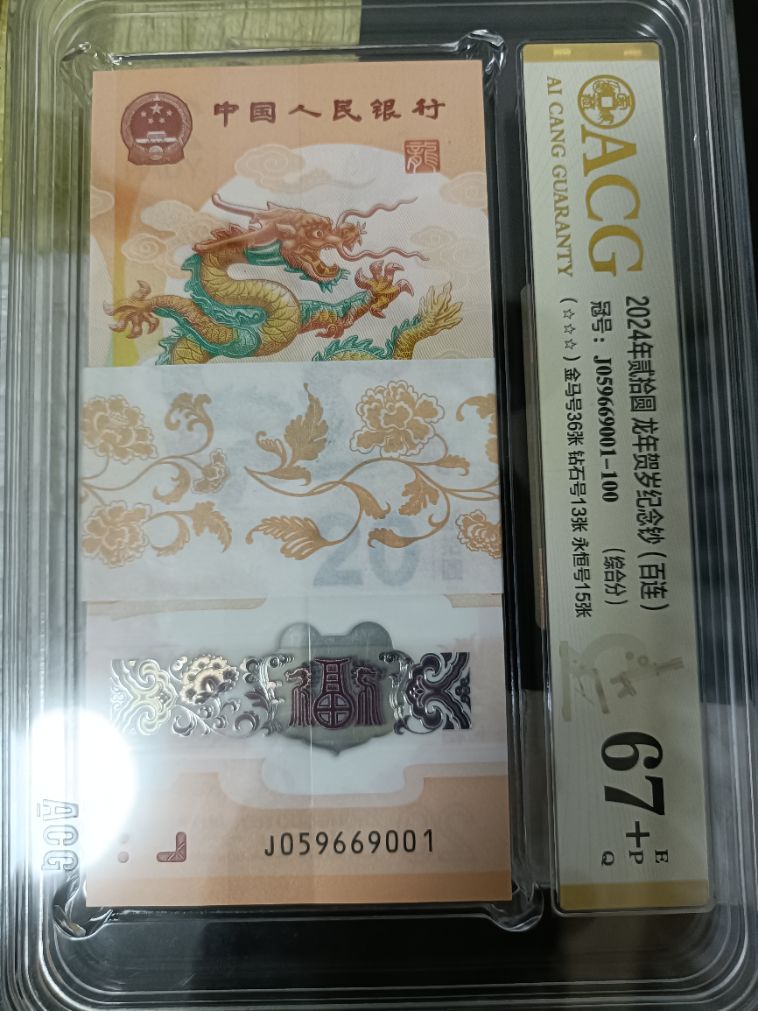 中国人民银行
龍
20
福
J059669001
ACG
ACG
AI CANG GUARANTY
2024年贰拾圆 龙年贺岁纪念钞（百连）
冠号：J059669001-100 （综合分）
（☆☆☆）金马号36张 钻石号13张 永恒号15张
67+
E
P
Q